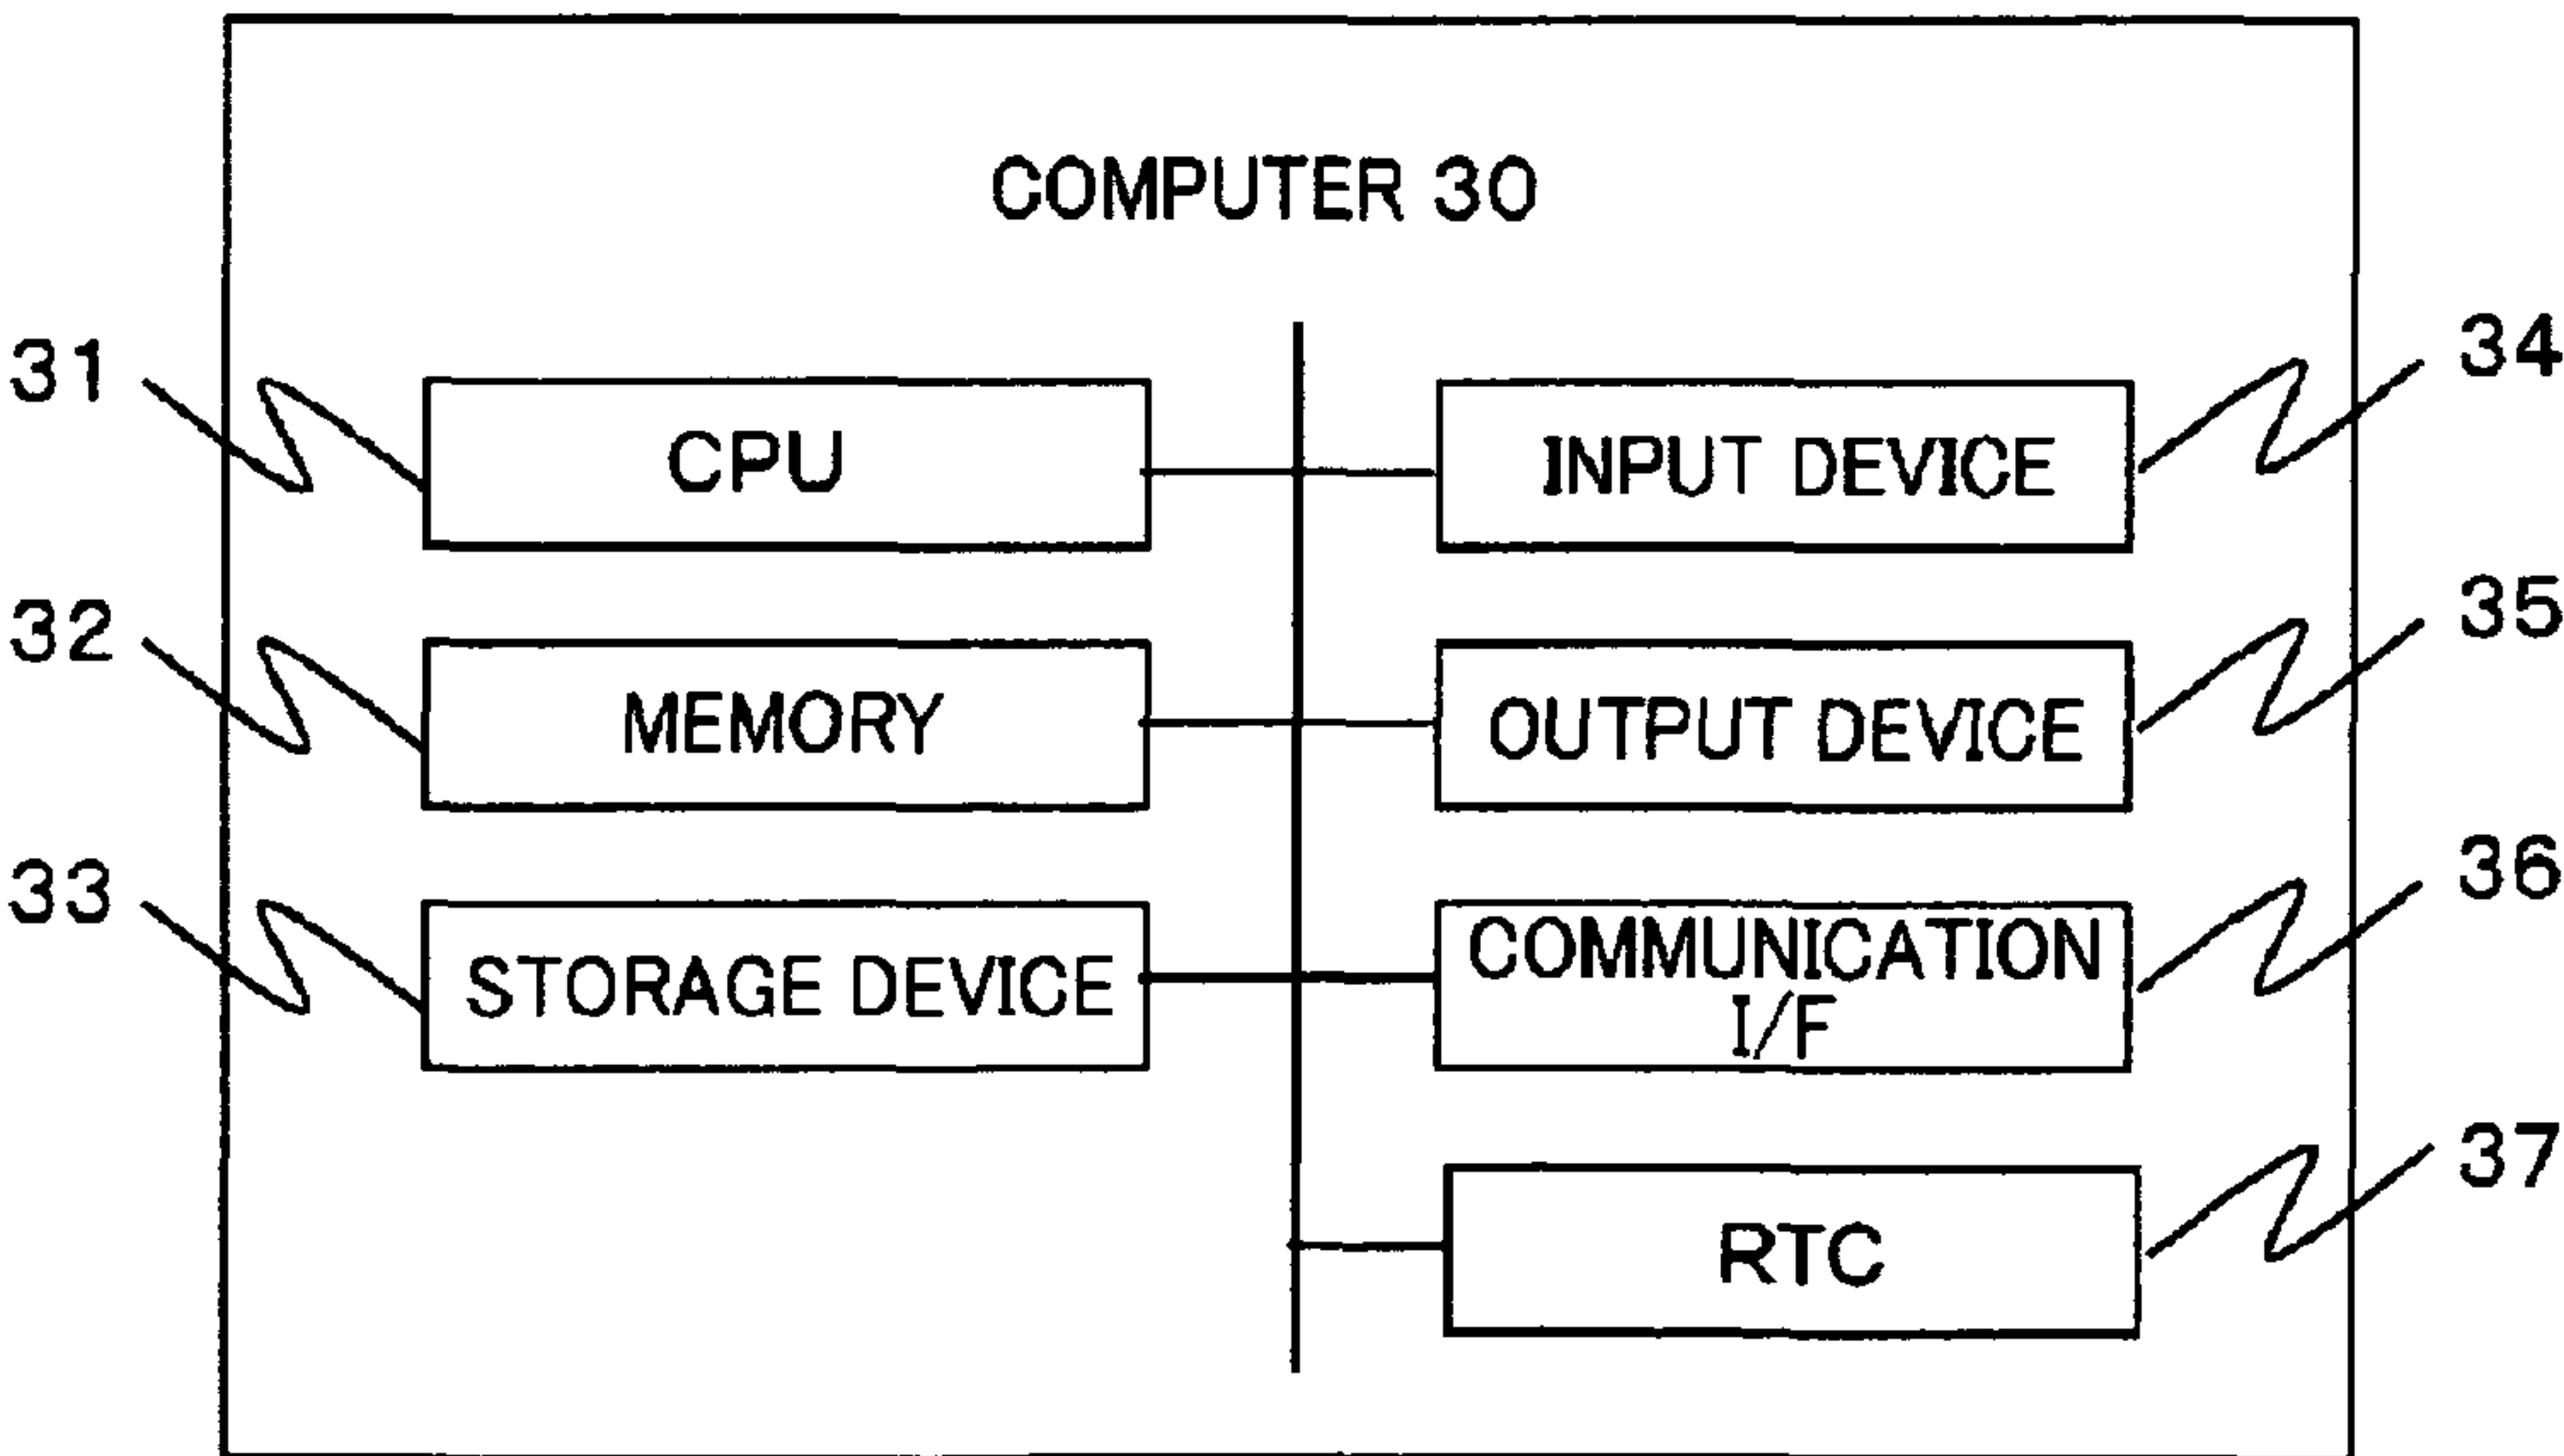 COMPUTER 30
31
CPU
32
MEMORY
33
STORAGE DEVICE
34
INPUT DEVICE
35
OUTPUT DEVICE
36
COMMUNICATION
I/F
37
RTC